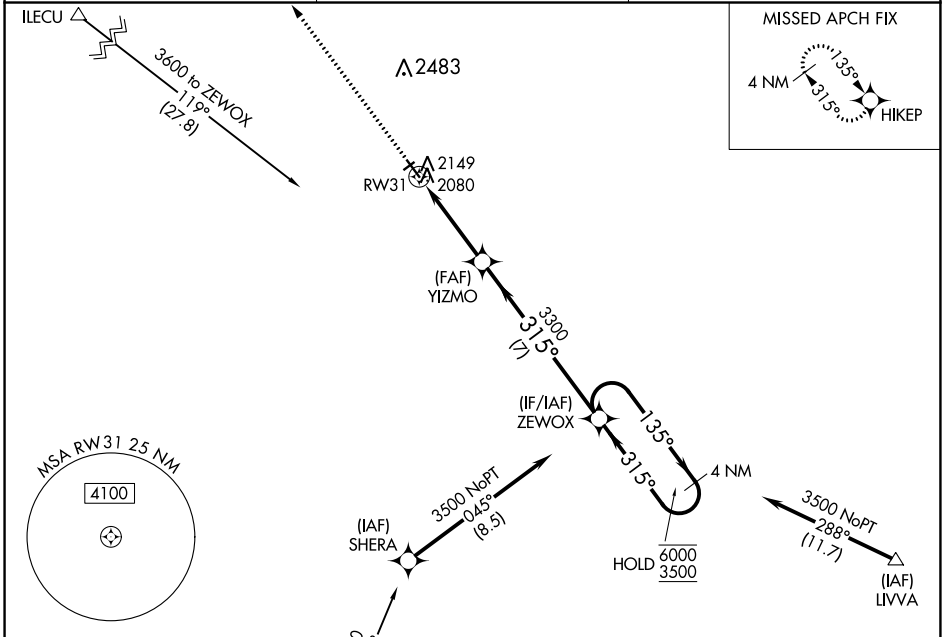 ILECU
3600 to ZEWOX
119°
(27.8)
2483
MISSED APCH FIX
4 NM
135°
315°
HIKEP
2149
RW31
2080
(FAF)
YIZMO
3300
315°
(7)
(IF/IAF)
ZEWOX
135°
315°
4 NM
MSA RW31 25 NM
4100
3500 NoPT
045°
(8.5)
(IAF)
SHERA
HOLD
6000
3500
3500 NoPT
288°
(11.7)
(IAF)
LIVVA